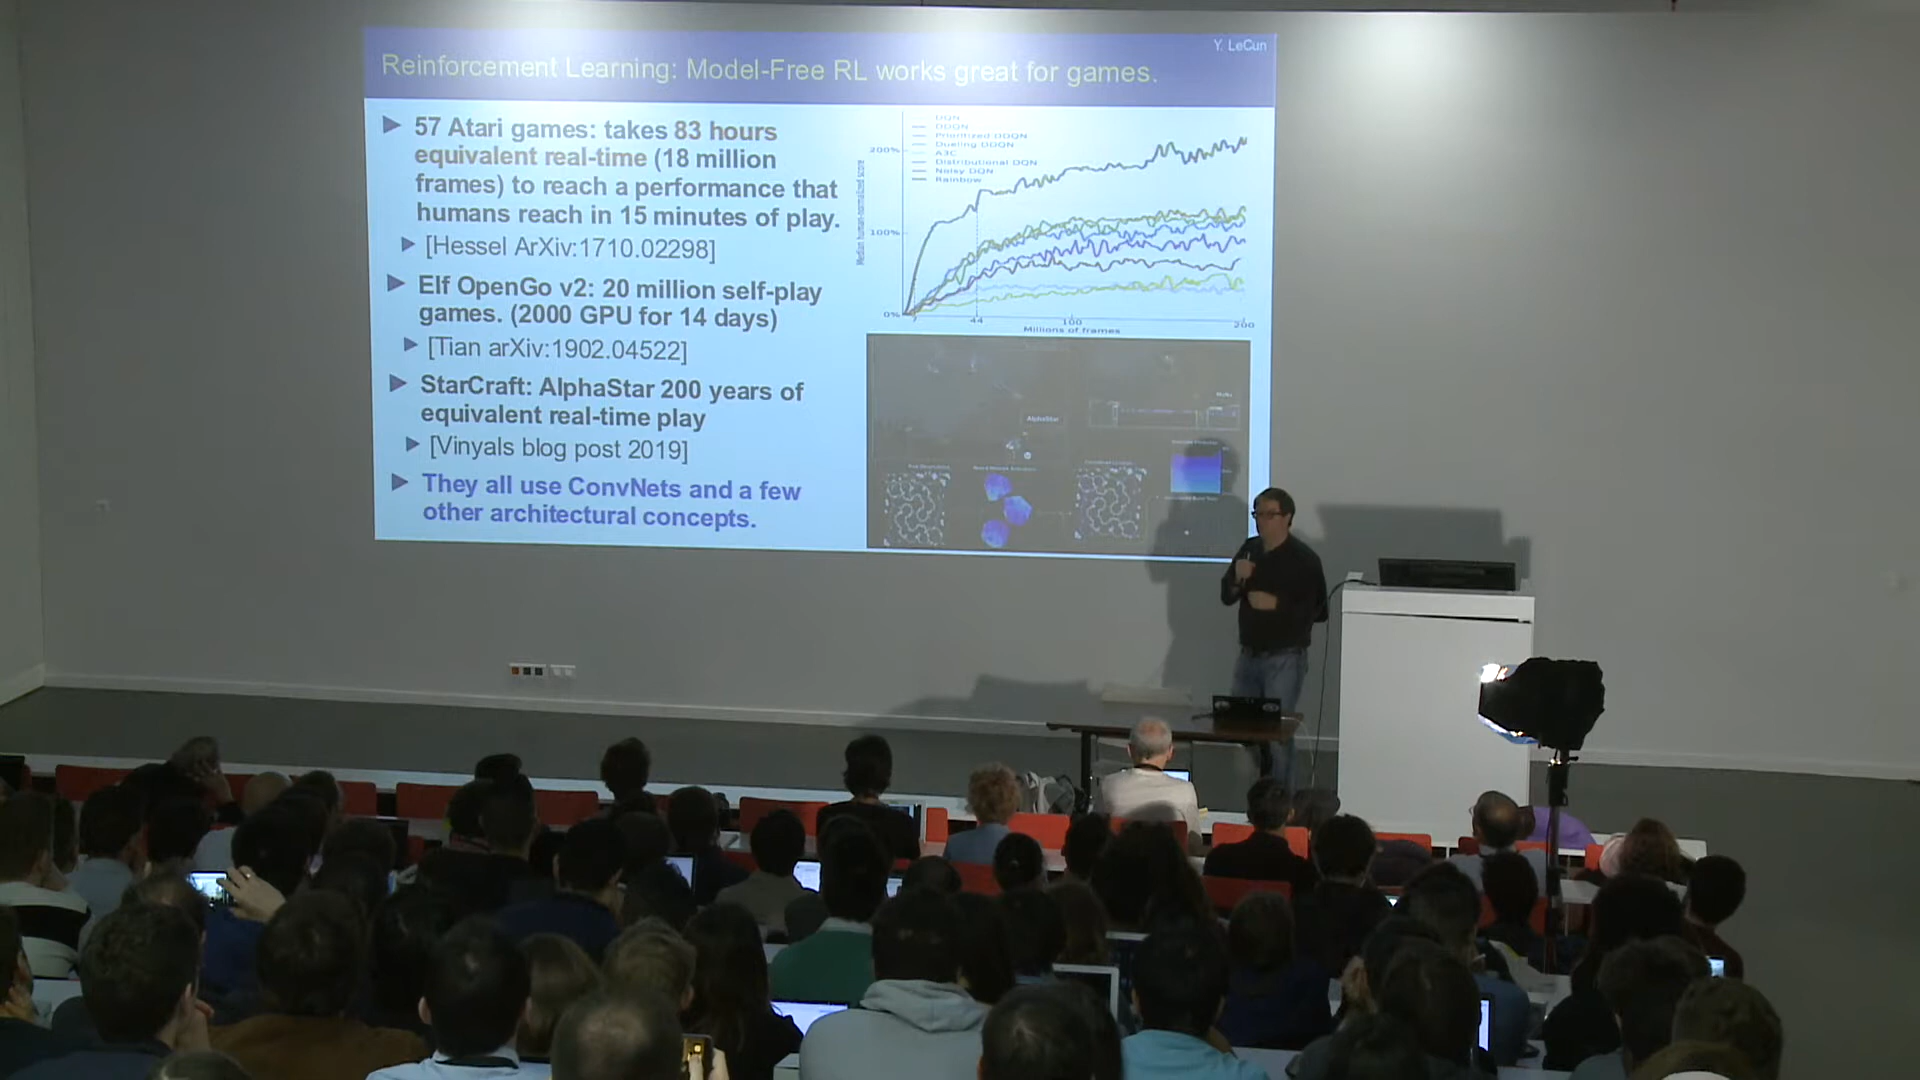 Y. LeCun
Reinforcement Learning: Model-Free RL works great for games.
57 Atari games: takes 83 hours
equivalent real-time (18 million
frames) to reach a performance that
humans reach in 15 minutes of play.
[Hessel ArXiv:1710.02298]
Elf OpenGo v2: 20 million self-play
games. (2000 GPU for 14 days)
[Tian arXiv:1902.04522]
StarCraft: AlphaStar 200 years of
equivalent real-time play
[Vinyals blog post 2019]
They all use ConvNets and a few
other architectural concepts.
DQN
DDQN
Prioritized DDQN
Dueling DDQN
A3C
Distributional DQN
Noisy DQN
Rainbow
Median human-normalized score
200%
100%
0%
44
100
200
Millions of frames
AlphaStar